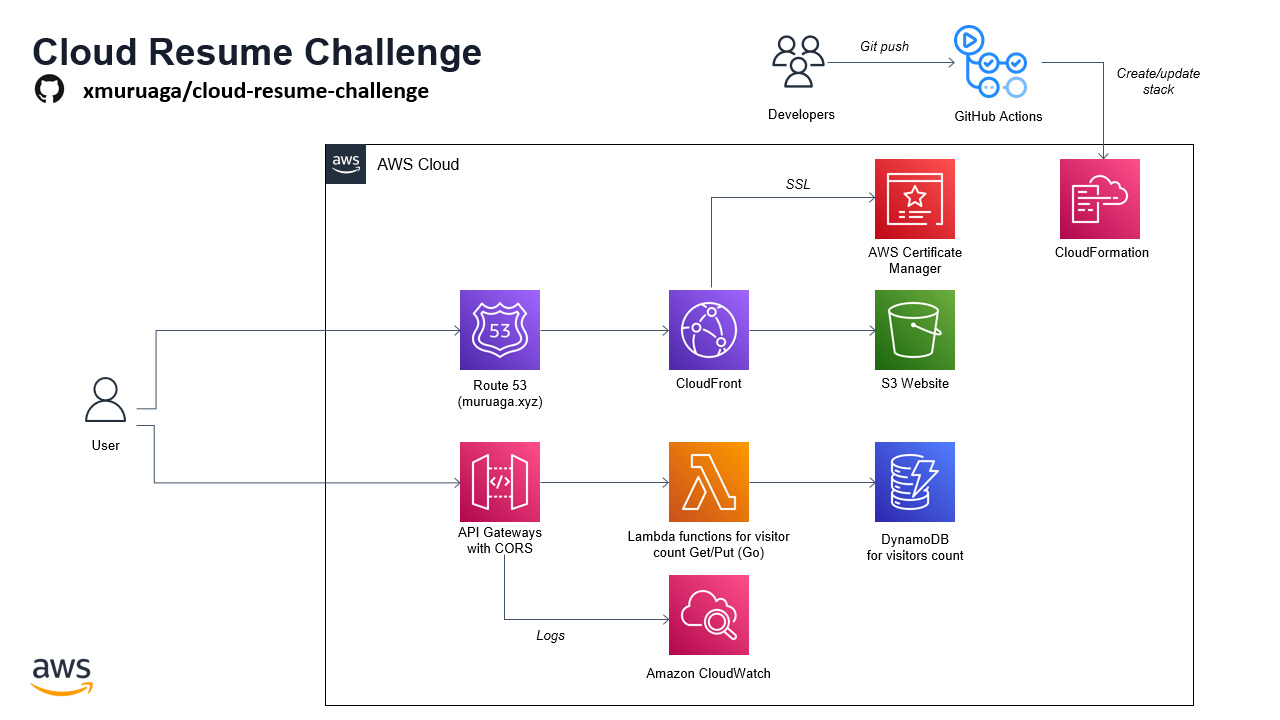 Cloud Resume Challenge
xmuruaga/cloud-resume-challenge
Git push
Create/update
stack
Developers
GitHub Actions
aws
AWS Cloud
SSL
AWS Certificate
Manager
CloudFormation
53
Route 53
(muruaga.xyz)
CloudFront
S3 Website
User
</>
API Gateways
with CORS
Lambda functions for visitor
count Get/Put (Go)
DynamoDB
for visitors count
Logs
Amazon CloudWatch
aws